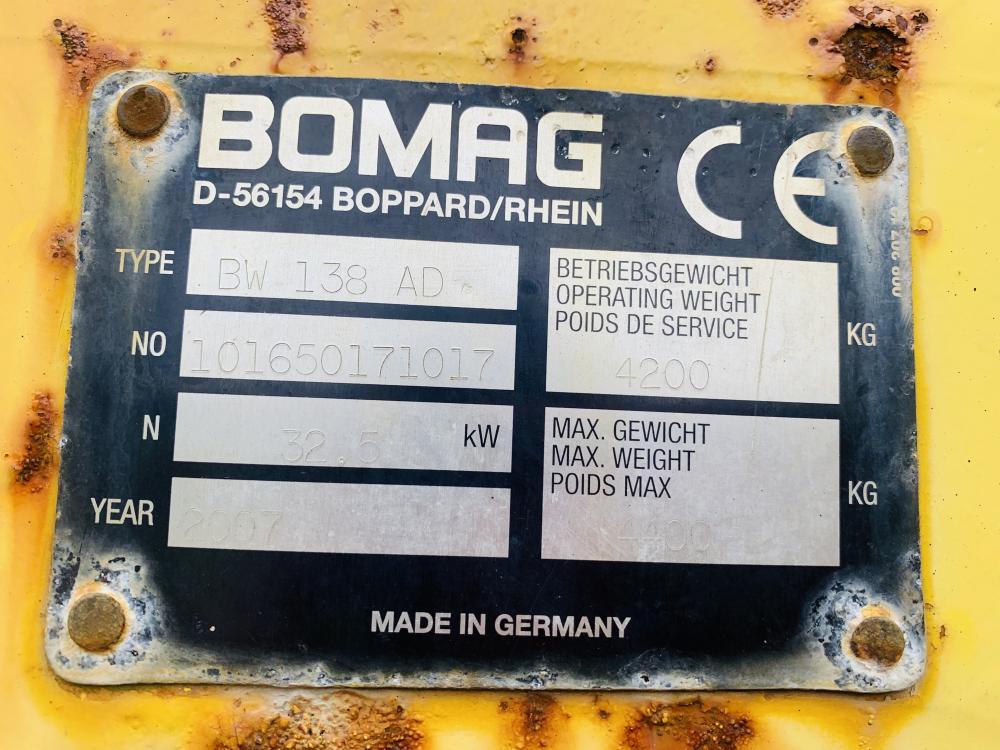 BOMAG CE
D-56154 BOPPARD/RHEIN
TYPE BW 138 AD
NO 101650171017
N 32.5 kW
YEAR 2007
BETRIEBSGEWICHT
OPERATING WEIGHT
POIDS DE SERVICE
4200 KG
MAX. GEWICHT
MAX. WEIGHT
POIDS MAX
4400 KG
MADE IN GERMANY